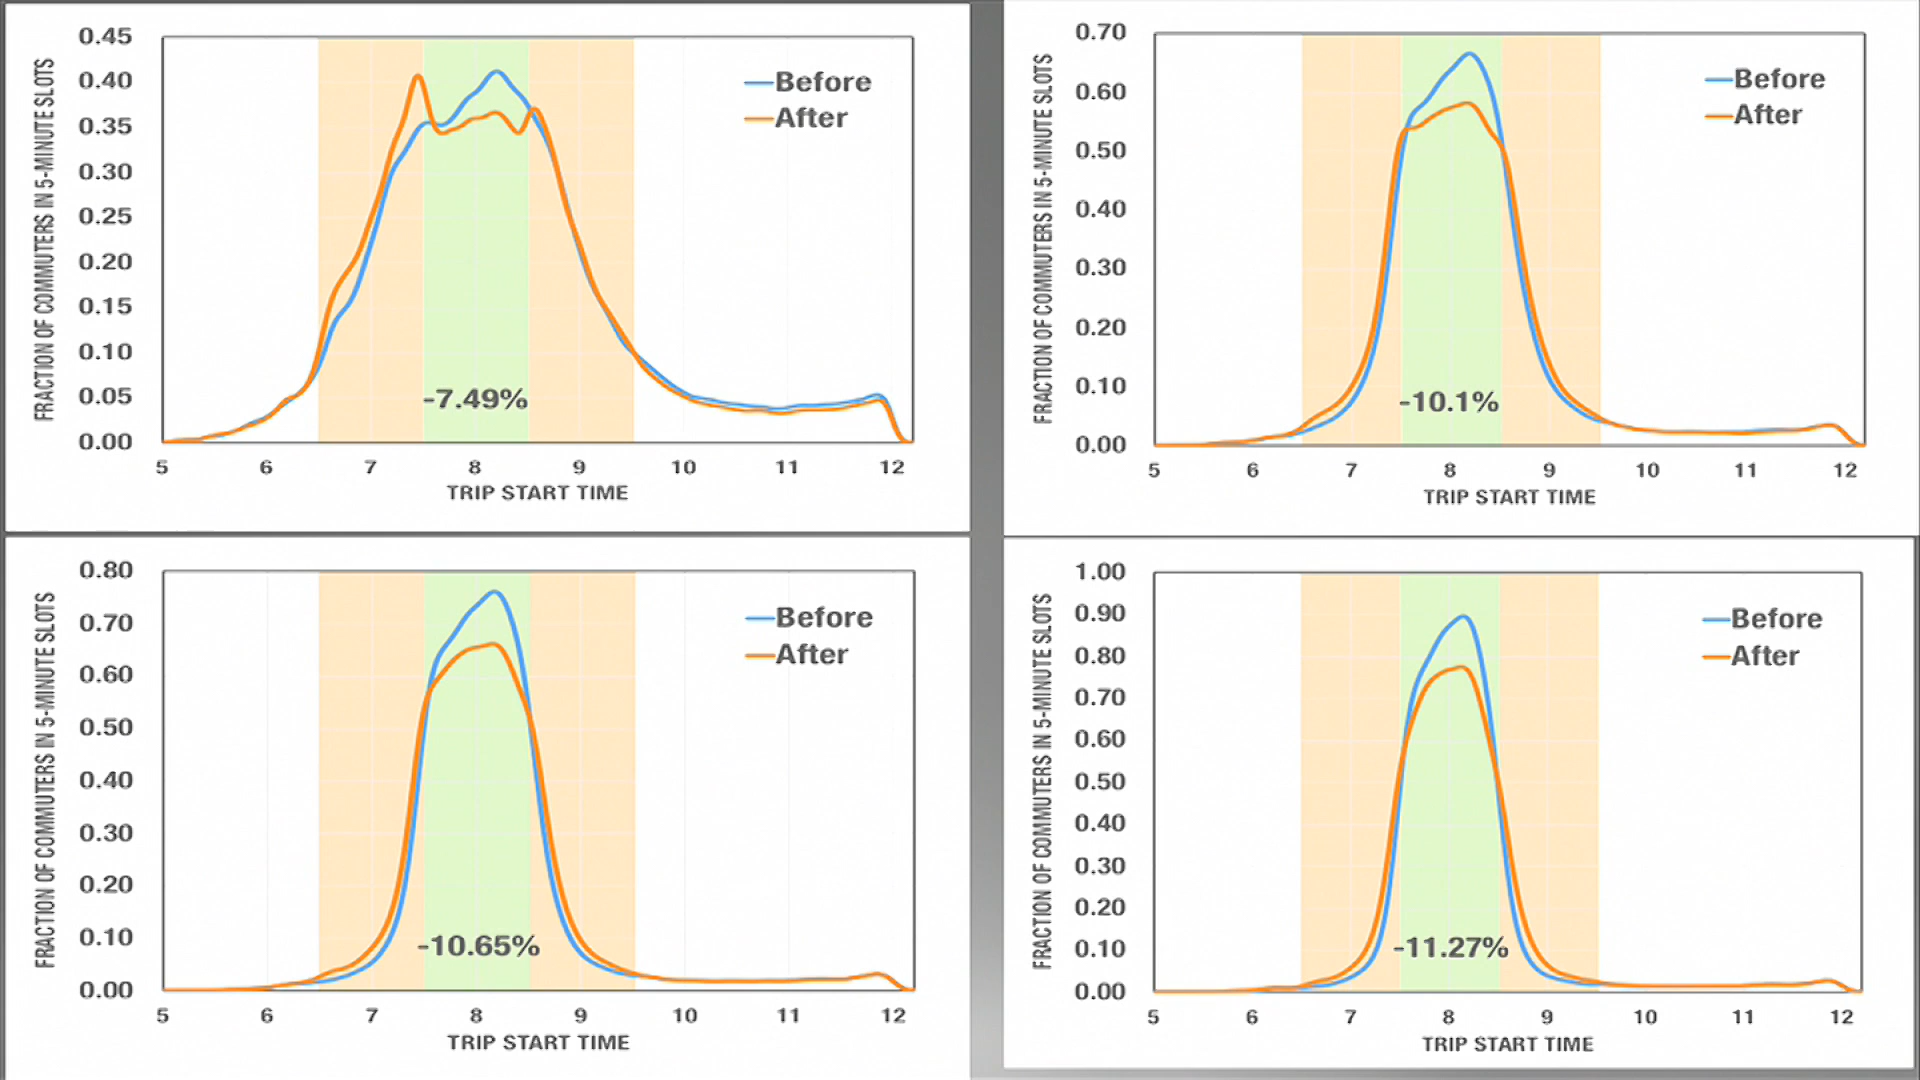 FRACTION OF COMMUTERS IN 5-MINUTE SLOTS
0.45
0.40
0.35
0.30
0.25
0.20
0.15
0.10
0.05
0.00
Before
After
-7.49%
5 6 7 8 9 10 11 12
TRIP START TIME
FRACTION OF COMMUTERS IN 5-MINUTE SLOTS
0.70
0.60
0.50
0.40
0.30
0.20
0.10
0.00
Before
After
-10.1%
5 6 7 8 9 10 11 12
TRIP START TIME
FRACTION OF COMMUTERS IN 5-MINUTE SLOTS
0.80
0.70
0.60
0.50
0.40
0.30
0.20
0.10
0.00
Before
After
-10.65%
5 6 7 8 9 10 11 12
TRIP START TIME
FRACTION OF COMMUTERS IN 5-MINUTE SLOTS
1.00
0.90
0.80
0.70
0.60
0.50
0.40
0.30
0.20
0.10
0.00
Before
After
-11.27%
5 6 7 8 9 10 11 12
TRIP START TIME